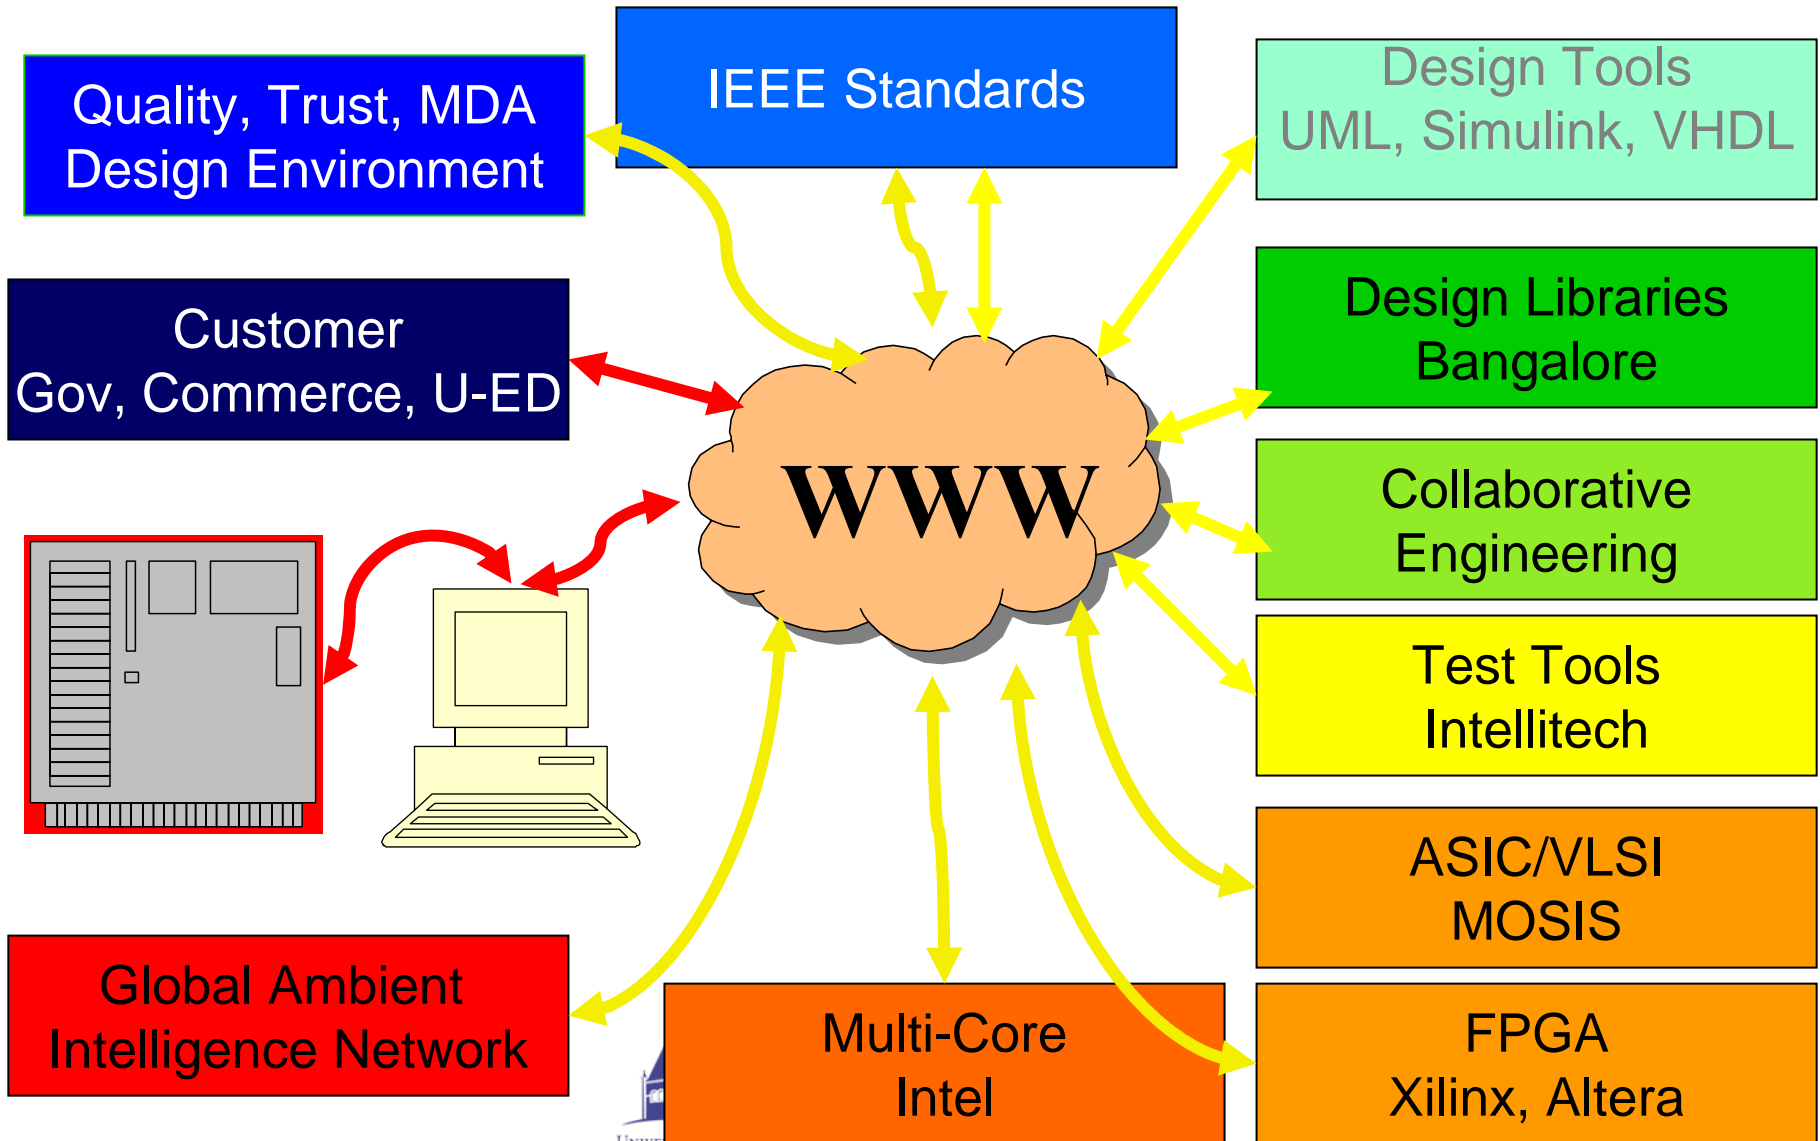 Quality, Trust, MDA
Design Environment
IEEE Standards
Design Tools
UML, Simulink, VHDL
Customer
Gov, Commerce, U-ED
Design Libraries
Bangalore
WWW
Collaborative
Engineering
Test Tools
Intellitech
ASIC/VLSI
MOSIS
Global Ambient
Intelligence Network
Multi-Core
Intel
FPGA
Xilinx, Altera